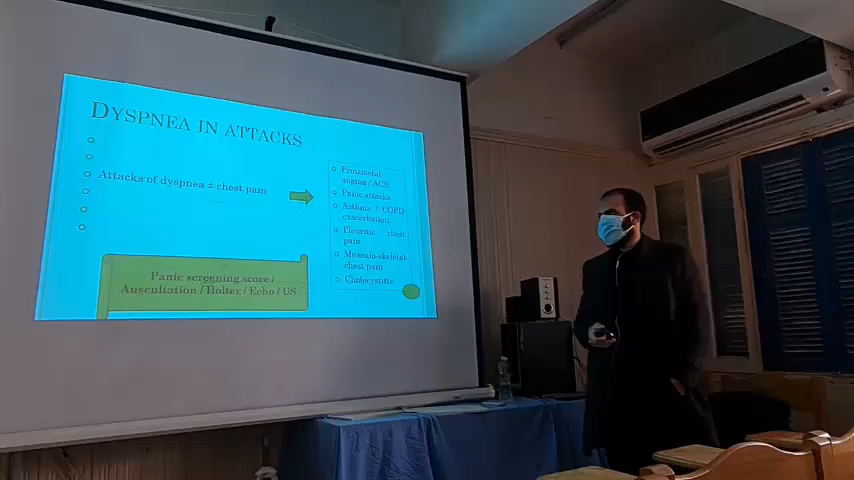 DYSPNEA IN ATTACKS
Attacks of dyspnea ± chest pain
Prinzmetal
angina / ACS
Panic attacks
Asthma / COPD
exacerbation
Pleuritic chest
pain
Musculo-skeletal
chest pain
Cholecystitis
Panic screening score /
Auscultation / Holter / Echo / US